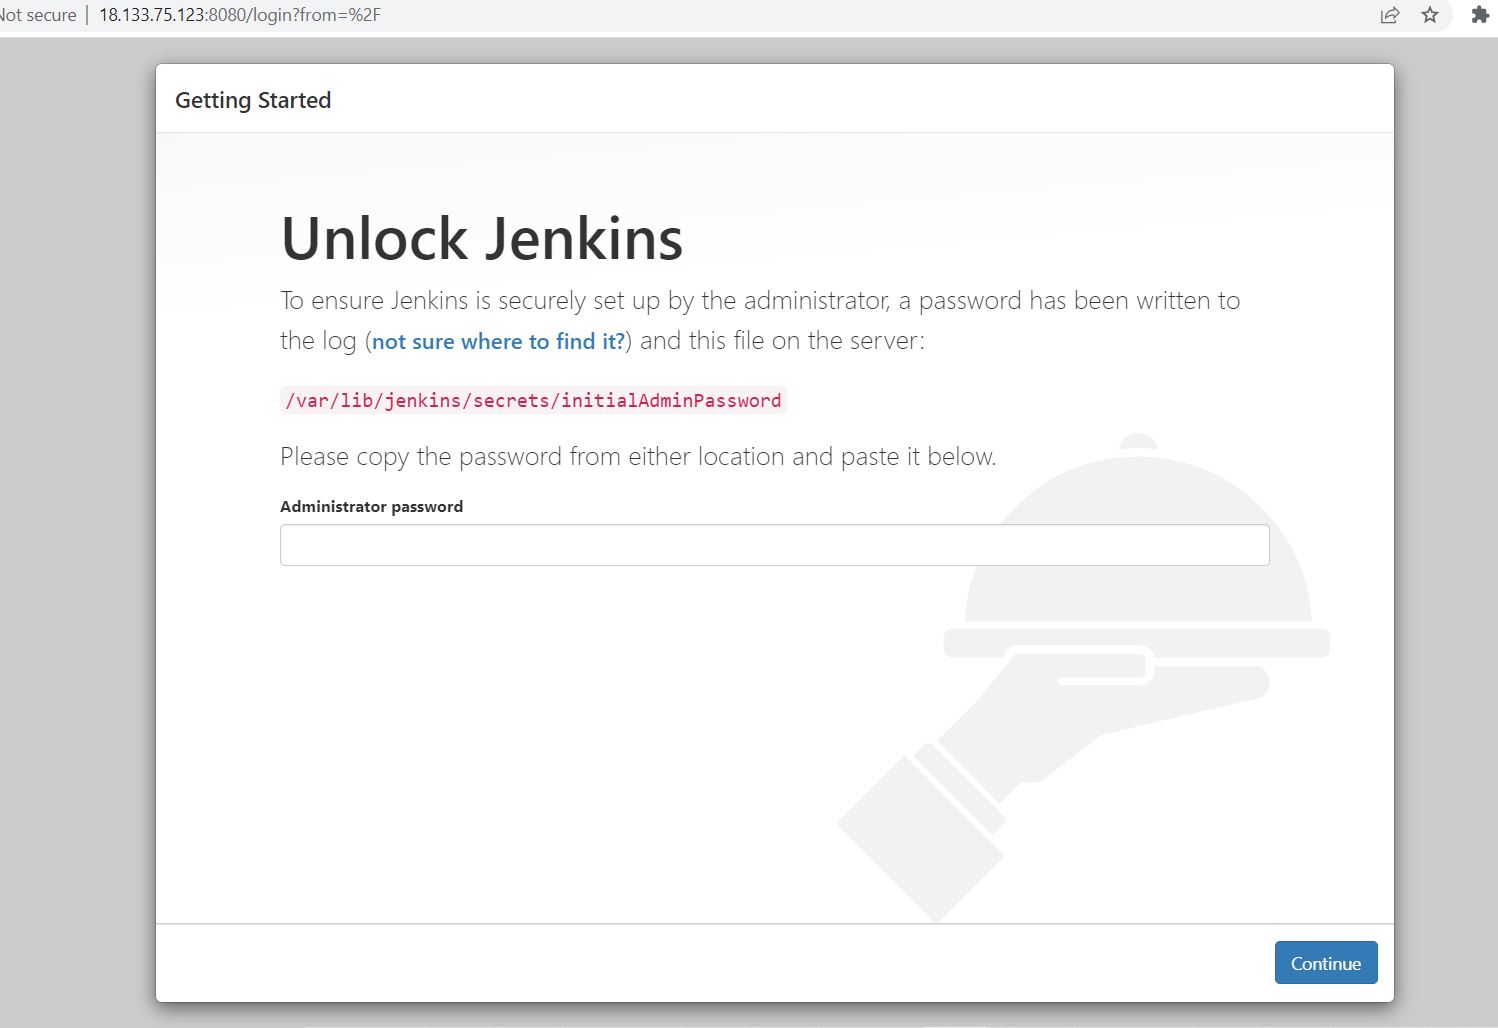 Not secure | 18.133.75.123:8080/login?from=%2F
Getting Started
Unlock Jenkins
To ensure Jenkins is securely set up by the administrator, a password has been written to
the log (not sure where to find it?) and this file on the server:
/var/lib/jenkins/secrets/initialAdminPassword
Please copy the password from either location and paste it below.
Administrator password
Continue